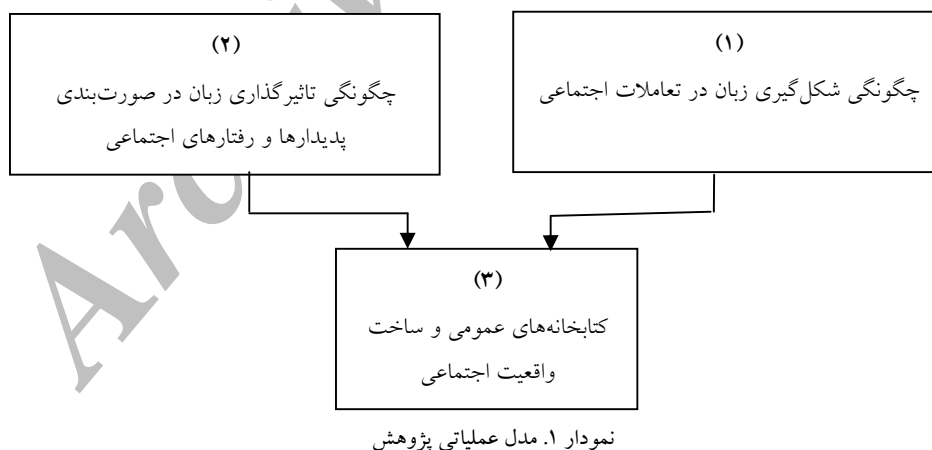 (۱)
چگونگی شکل‌گیری زبان در تعاملات اجتماعی
(۲)
چگونگی تاثیرگذاری زبان در صورت‌بندی
پدیدارها و رفتارهای اجتماعی
(۳)
کتابخانه‌های عمومی و ساخت
واقعیت اجتماعی
نمودار ۱. مدل عملیاتی پژوهش